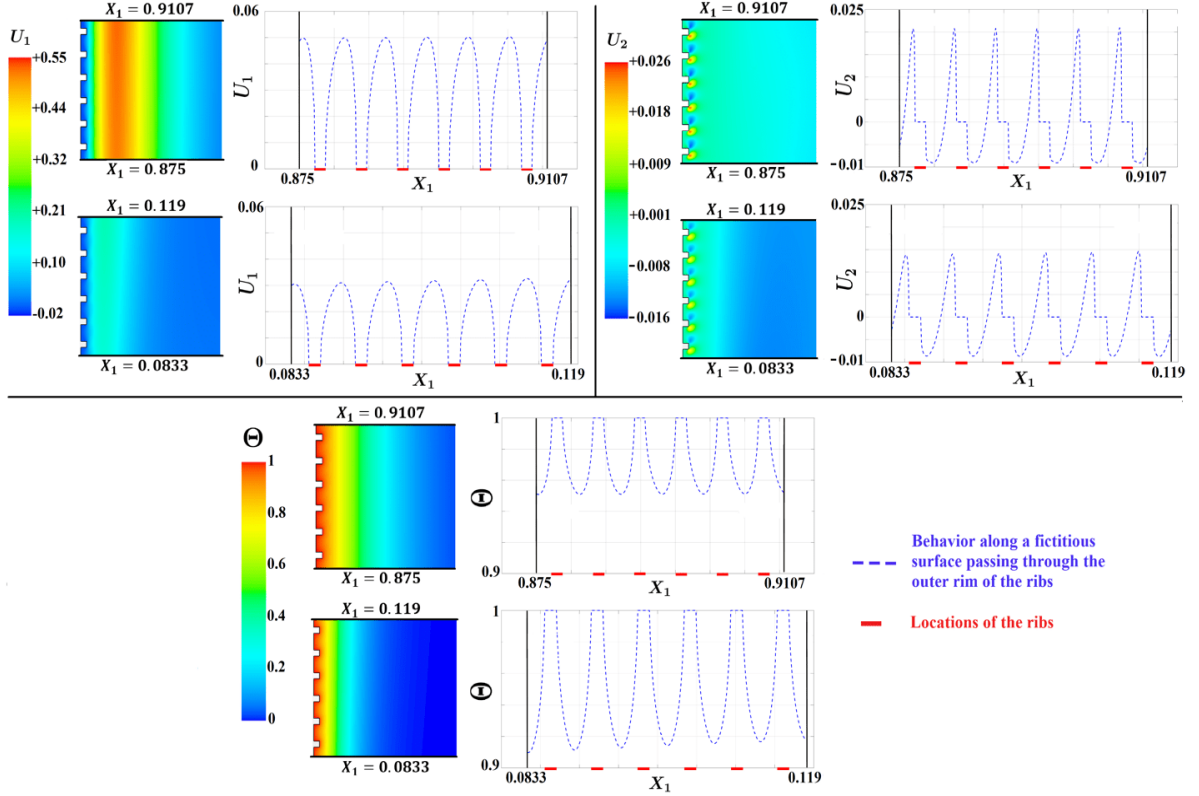 X₁ = 0.9107
U₁
+0.55
+0.44
+0.32
+0.21
+0.10
-0.02
X₁ = 0.875
X₁ = 0.119
X₁ = 0.0833
0.06
U₁
0
0.875
X₁
0.9107
0.06
U₁
0
0.0833
X₁
0.119
X₁ = 0.9107
U₂
+0.026
+0.018
+0.009
+0.001
-0.008
-0.016
X₁ = 0.875
X₁ = 0.119
X₁ = 0.0833
0.025
U₂
0
-0.01
0.875
X₁
0.9107
0.025
U₂
0
-0.01
0.0833
X₁
0.119
X₁ = 0.9107
Θ
1
0.8
0.6
0.4
0.2
0
X₁ = 0.875
X₁ = 0.119
X₁ = 0.0833
1
Θ
0.9
0.875
X₁
0.9107
1
Θ
0.9
0.0833
X₁
0.119
Behavior along a fictitious
surface passing through the
outer rim of the ribs
Locations of the ribs